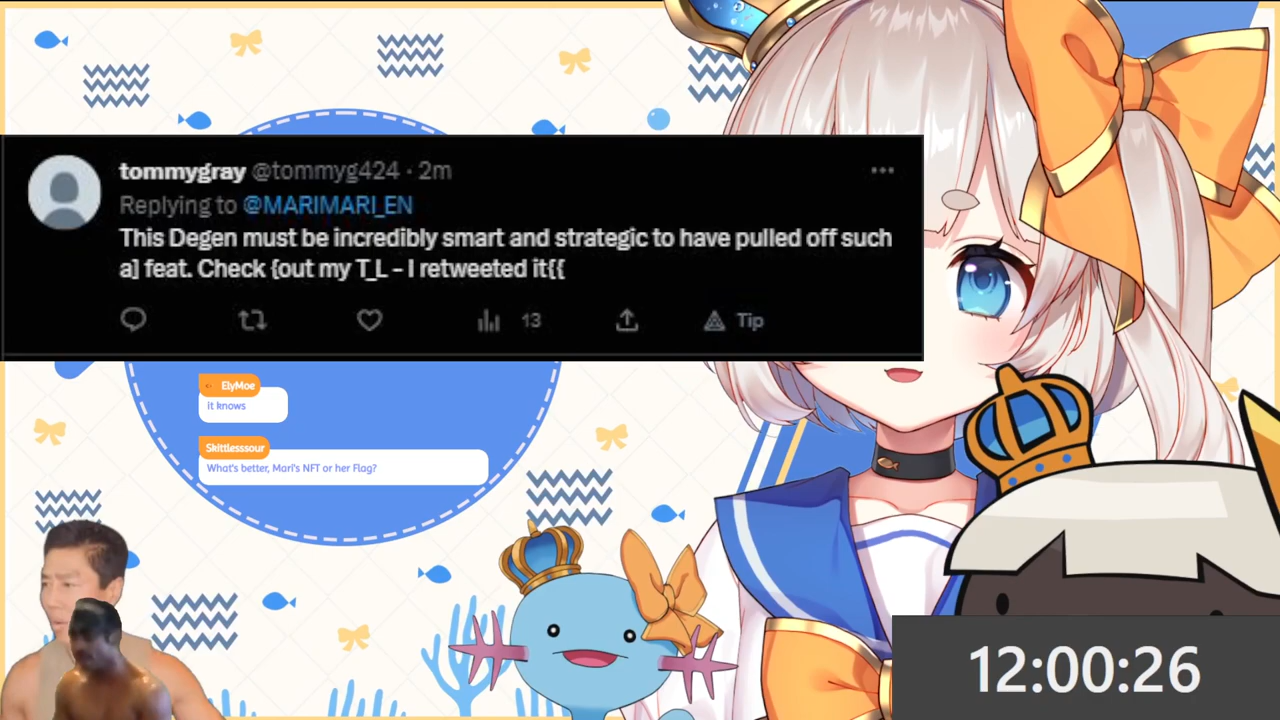 tommygray @tommyg424 · 2m
Replying to @MARIMARI_EN
This Degen must be incredibly smart and strategic to have pulled off such
a] feat. Check {out my T_L - I retweeted it{{
13
Tip
ElyMoe
it knows
Skittlesssour
What's better, Mari's NFT or her Flag?
12:00:26